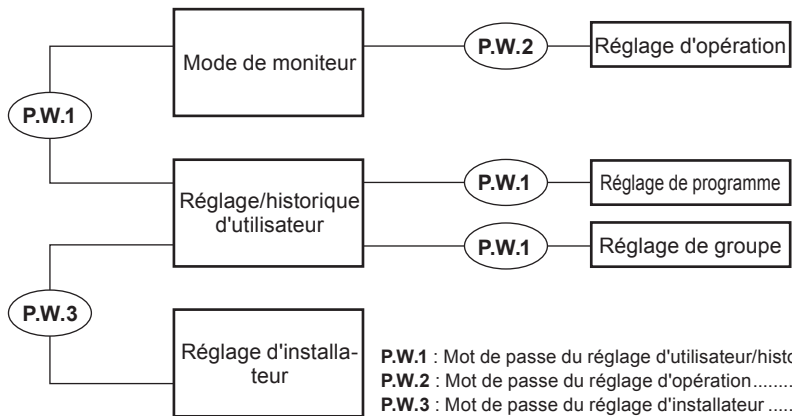 Mode de moniteur
P.W.2
Réglage d'opération
P.W.1
Réglage/historique
d'utilisateur
P.W.1
Réglage de programme
P.W.1
Réglage de groupe
P.W.3
Réglage d'installa-
teur
P.W.1 : Mot de passe du réglage d'utilisateur/histo
P.W.2 : Mot de passe du réglage d'opération........
P.W.3 : Mot de passe du réglage d'installateur .....